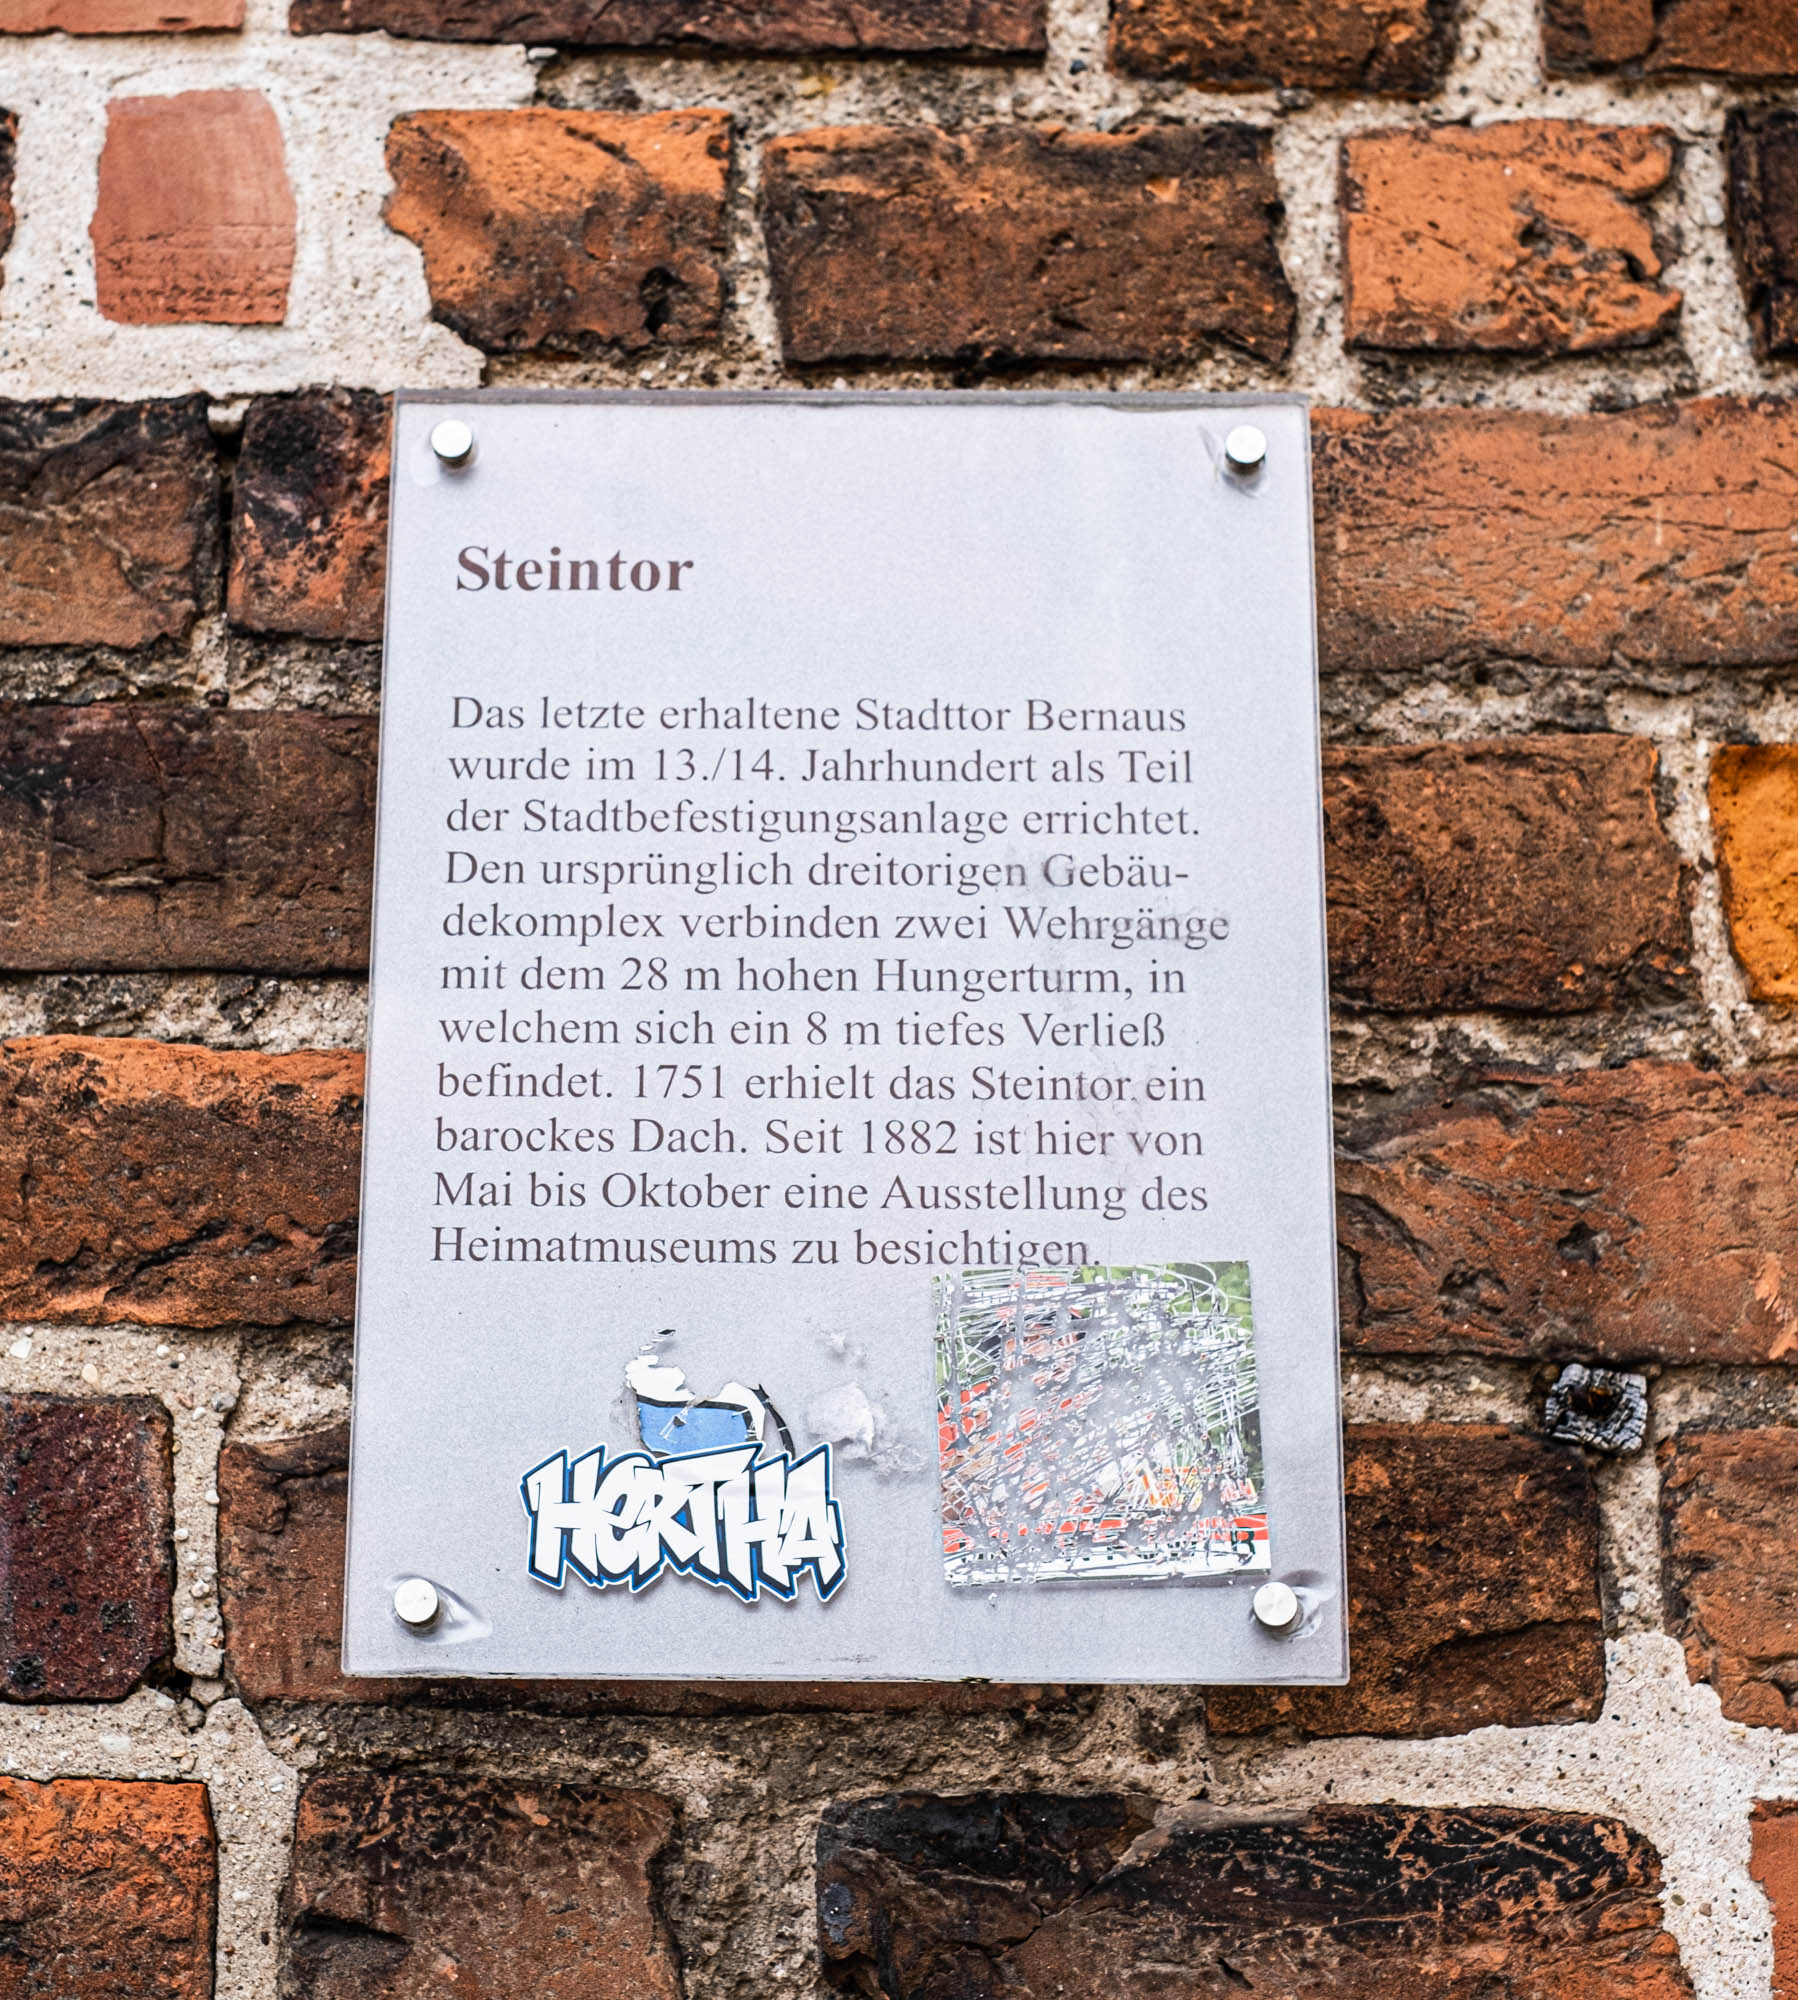 Steintor
Das letzte erhaltene Stadttor Bernaus
wurde im 13./14. Jahrhundert als Teil
der Stadtbefestigungsanlage errichtet.
Den ursprünglich dreitorigen Gebäu-
dekomplex verbinden zwei Wehrgänge
mit dem 28 m hohen Hungerturm, in
welchem sich ein 8 m tiefes Verließ
befindet. 1751 erhielt das Steintor ein
barockes Dach. Seit 1882 ist hier von
Mai bis Oktober eine Ausstellung des
Heimatmuseums zu besichtigen.
HERTHA